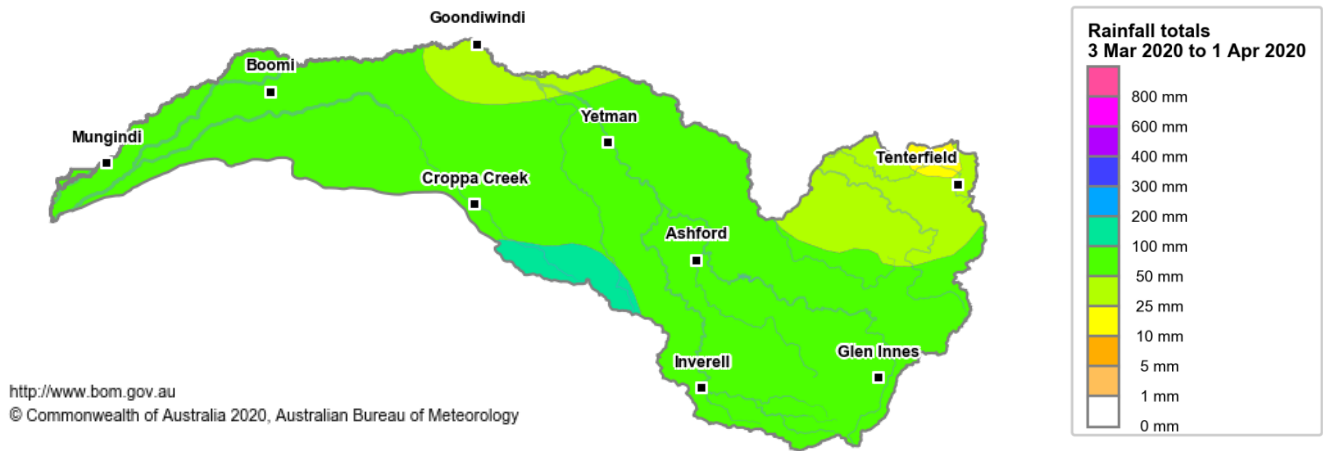 Goondiwindi
Boomi
Mungindi
Yetman
Tenterfield
Croppa Creek
Ashford
Glen Innes
Inverell
http://www.bom.gov.au
© Commonwealth of Australia 2020, Australian Bureau of Meteorology
Rainfall totals
3 Mar 2020 to 1 Apr 2020
800 mm
600 mm
400 mm
300 mm
200 mm
100 mm
50 mm
25 mm
10 mm
5 mm
1 mm
0 mm